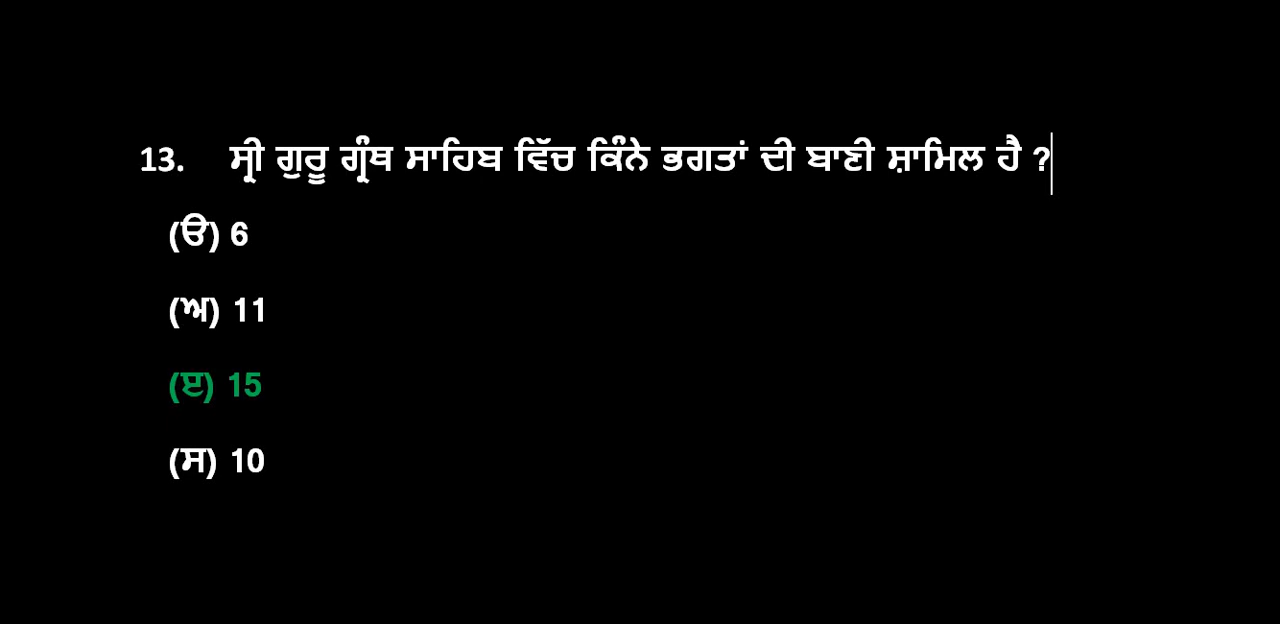 13. ਸ੍ਰੀ ਗੁਰੂ ਗ੍ਰੰਥ ਸਾਹਿਬ ਵਿੱਚ ਕਿੰਨੇ ਭਗਤਾਂ ਦੀ ਬਾਣੀ ਸ਼ਾਮਿਲ ਹੈ ?
(ੳ) 6
(ਅ) 11
(ੲ) 15
(ਸ) 10